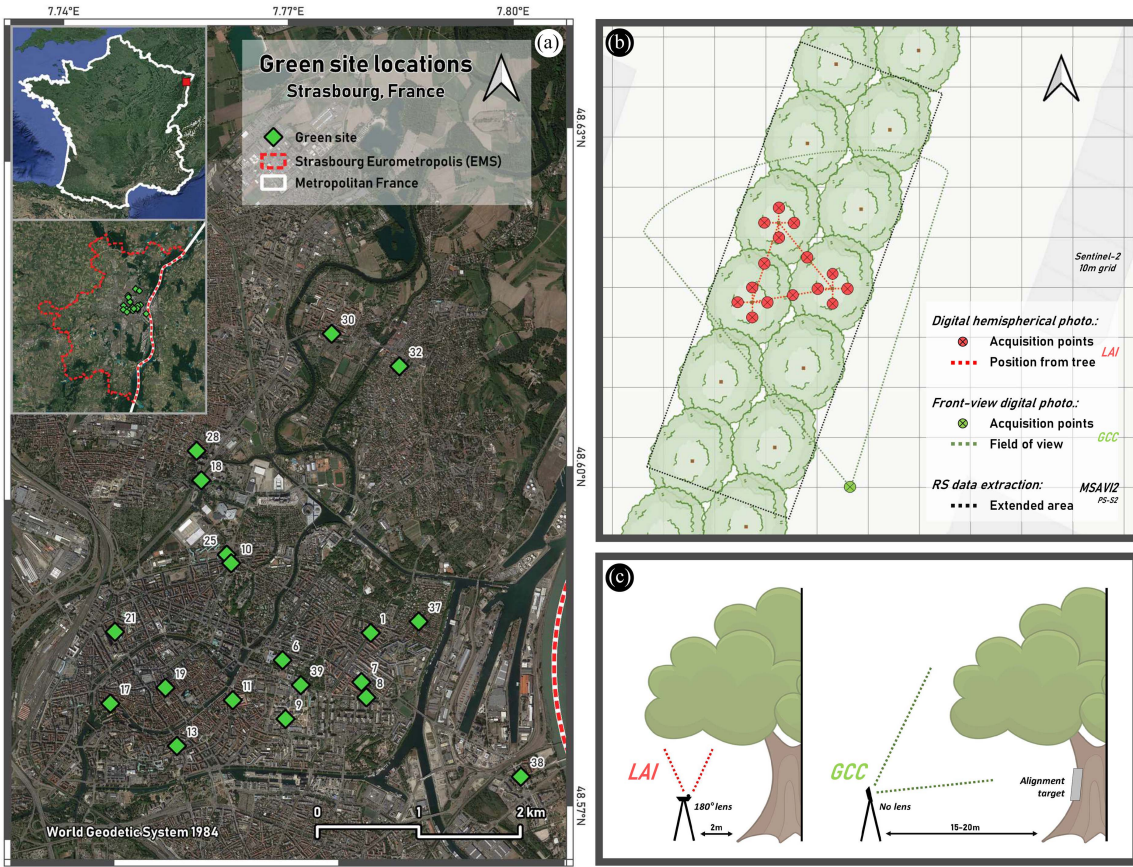 7.74°E
7.77°E
7.80°E
(a)
Green site locations
Strasbourg, France
Green site
Strasbourg Eurometropolis (EMS)
Metropolitan France
48.63°N
48.60°N
48.57°N
30
32
28
18
25
10
37
21
1
6
7
39
8
19
17
11
9
13
38
0
1
2 km
World Geodetic System 1984
(b)
Sentinel-2
10m grid
Digital hemispherical photo.:
Acquisition points
LAI
Position from tree
Front-view digital photo.:
Acquisition points
GCC
Field of view
RS data extraction:
MSAVI2
PS-S2
Extended area
(c)
LAI
180° lens
2m
GCC
No lens
Alignment
target
15-20m